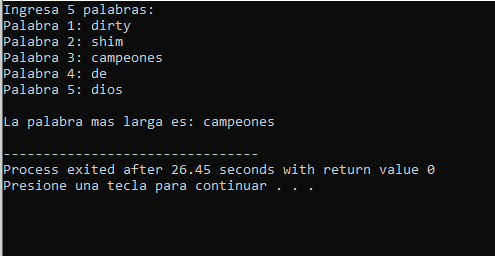 Ingresa 5 palabras:
Palabra 1: dirty
Palabra 2: shim
Palabra 3: campeones
Palabra 4: de
Palabra 5: dios
La palabra mas larga es: campeones
--------------------------------
Process exited after 26.45 seconds with return value 0
Presione una tecla para continuar . . .